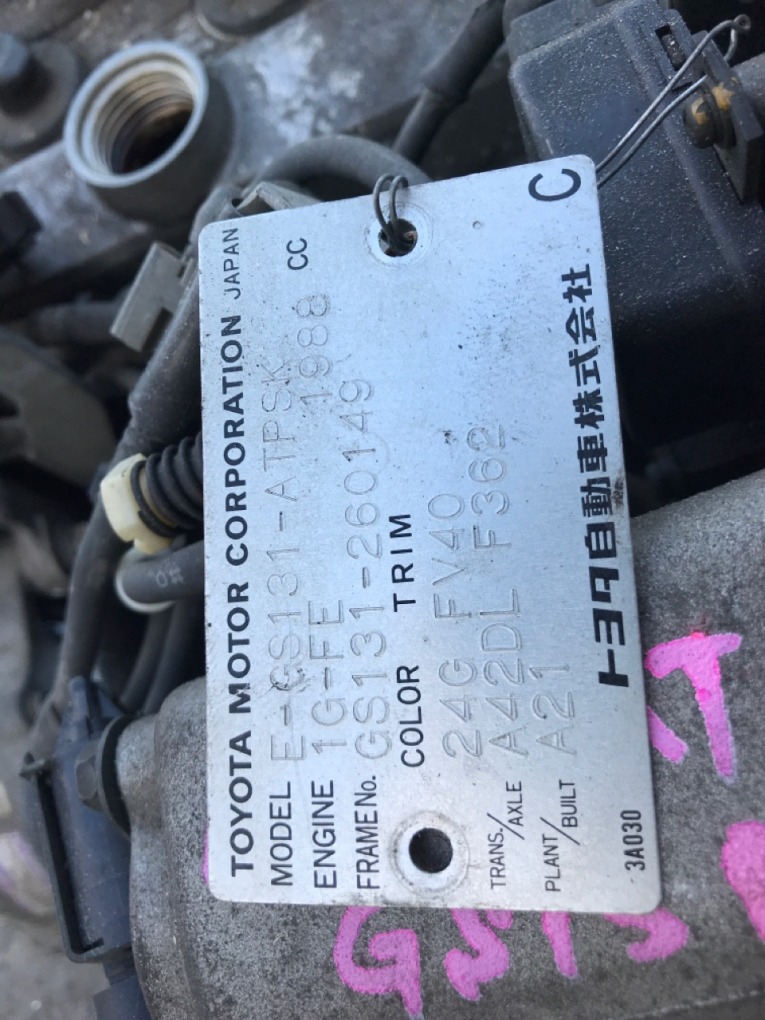 TOYOTA MOTOR CORPORATION JAPAN
MODEL E-GS131-ATPSK
ENGINE 1G-FE 1988 CC
FRAME No. GS131-260149
COLOR TRIM
24G FV40
TRANS./AXLE A42DL F362
PLANT/BUILT A21
トヨタ自動車株式会社
3A030
C
GS13